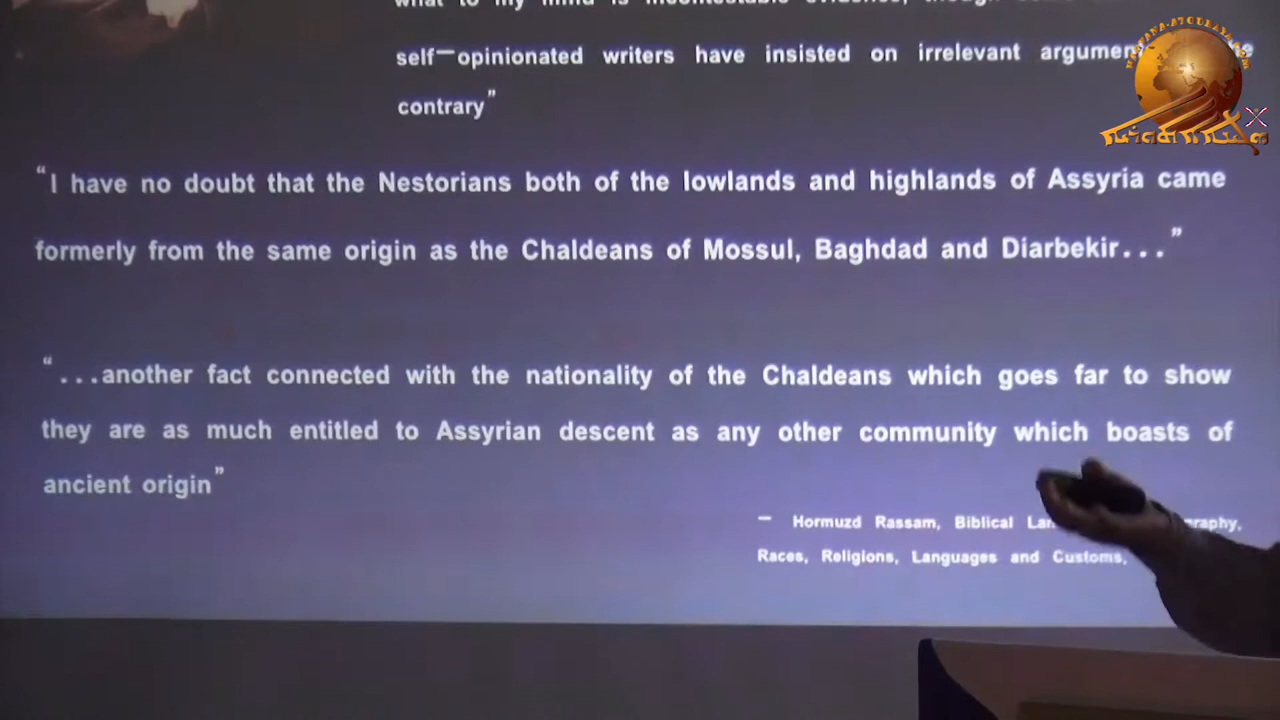 self—opinionated writers have insisted on irrelevant
contrary”
“I have no doubt that the Nestorians both of the lowlands and highlands of Assyria came
formerly from the same origin as the Chaldeans of Mossul, Baghdad and Diarbekir...”
“...another fact connected with the nationality of the Chaldeans which goes far to show
they are as much entitled to Assyrian descent as any other community which boasts of
ancient origin”
— Hormuzd Rassam, Biblical
Races, Religions, Languages and Customs,